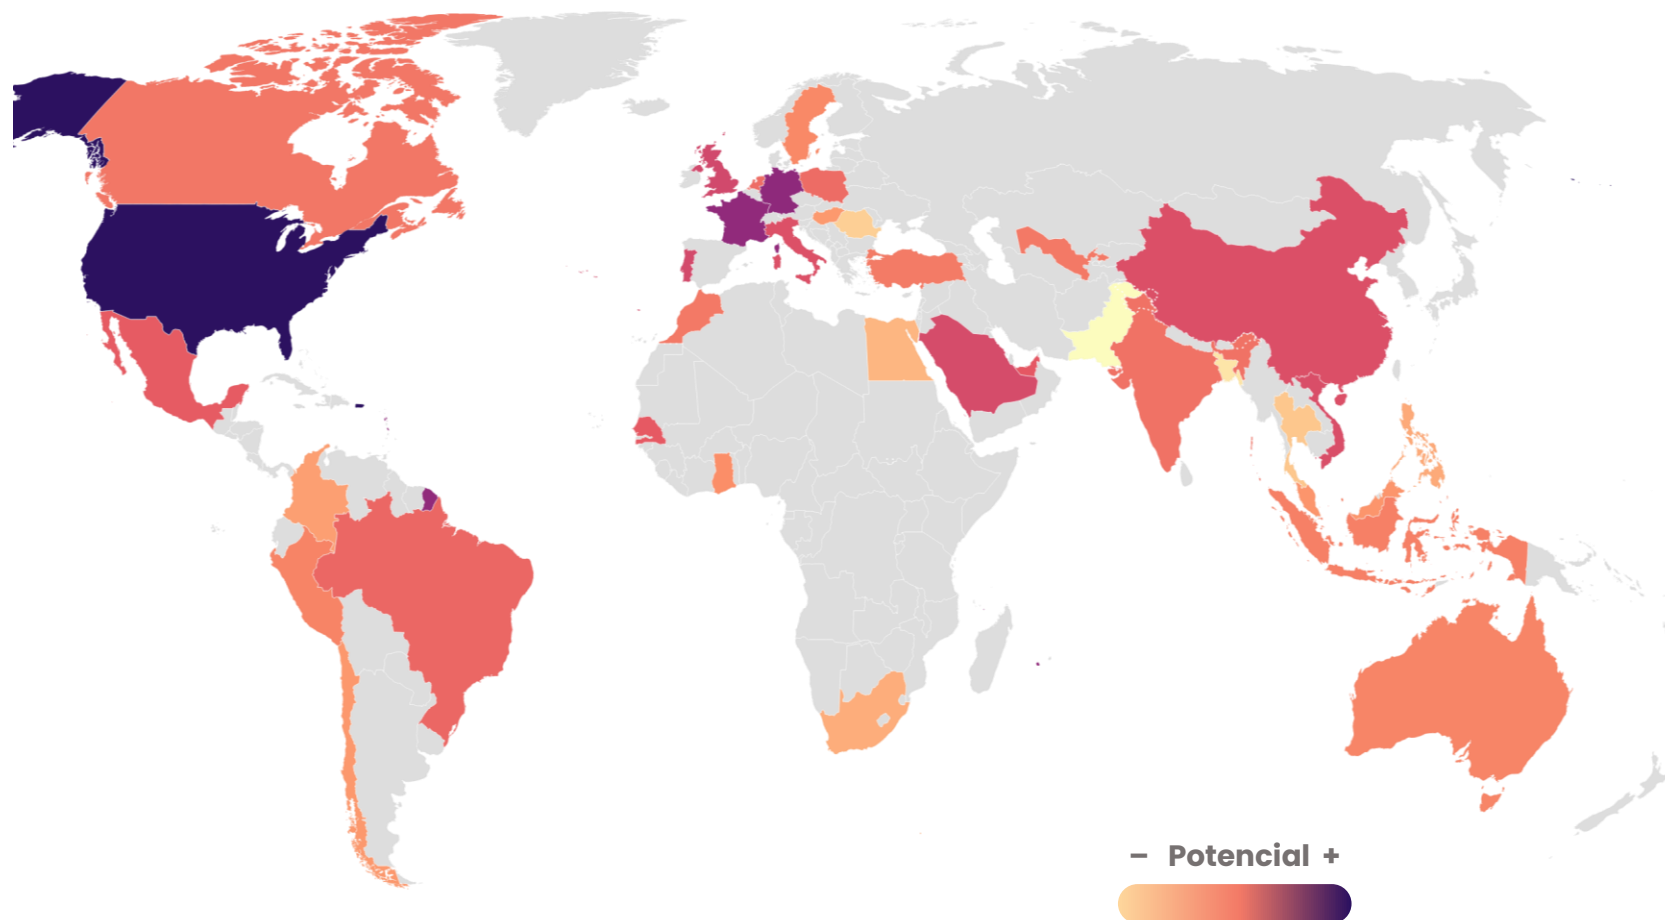 – Potencial +